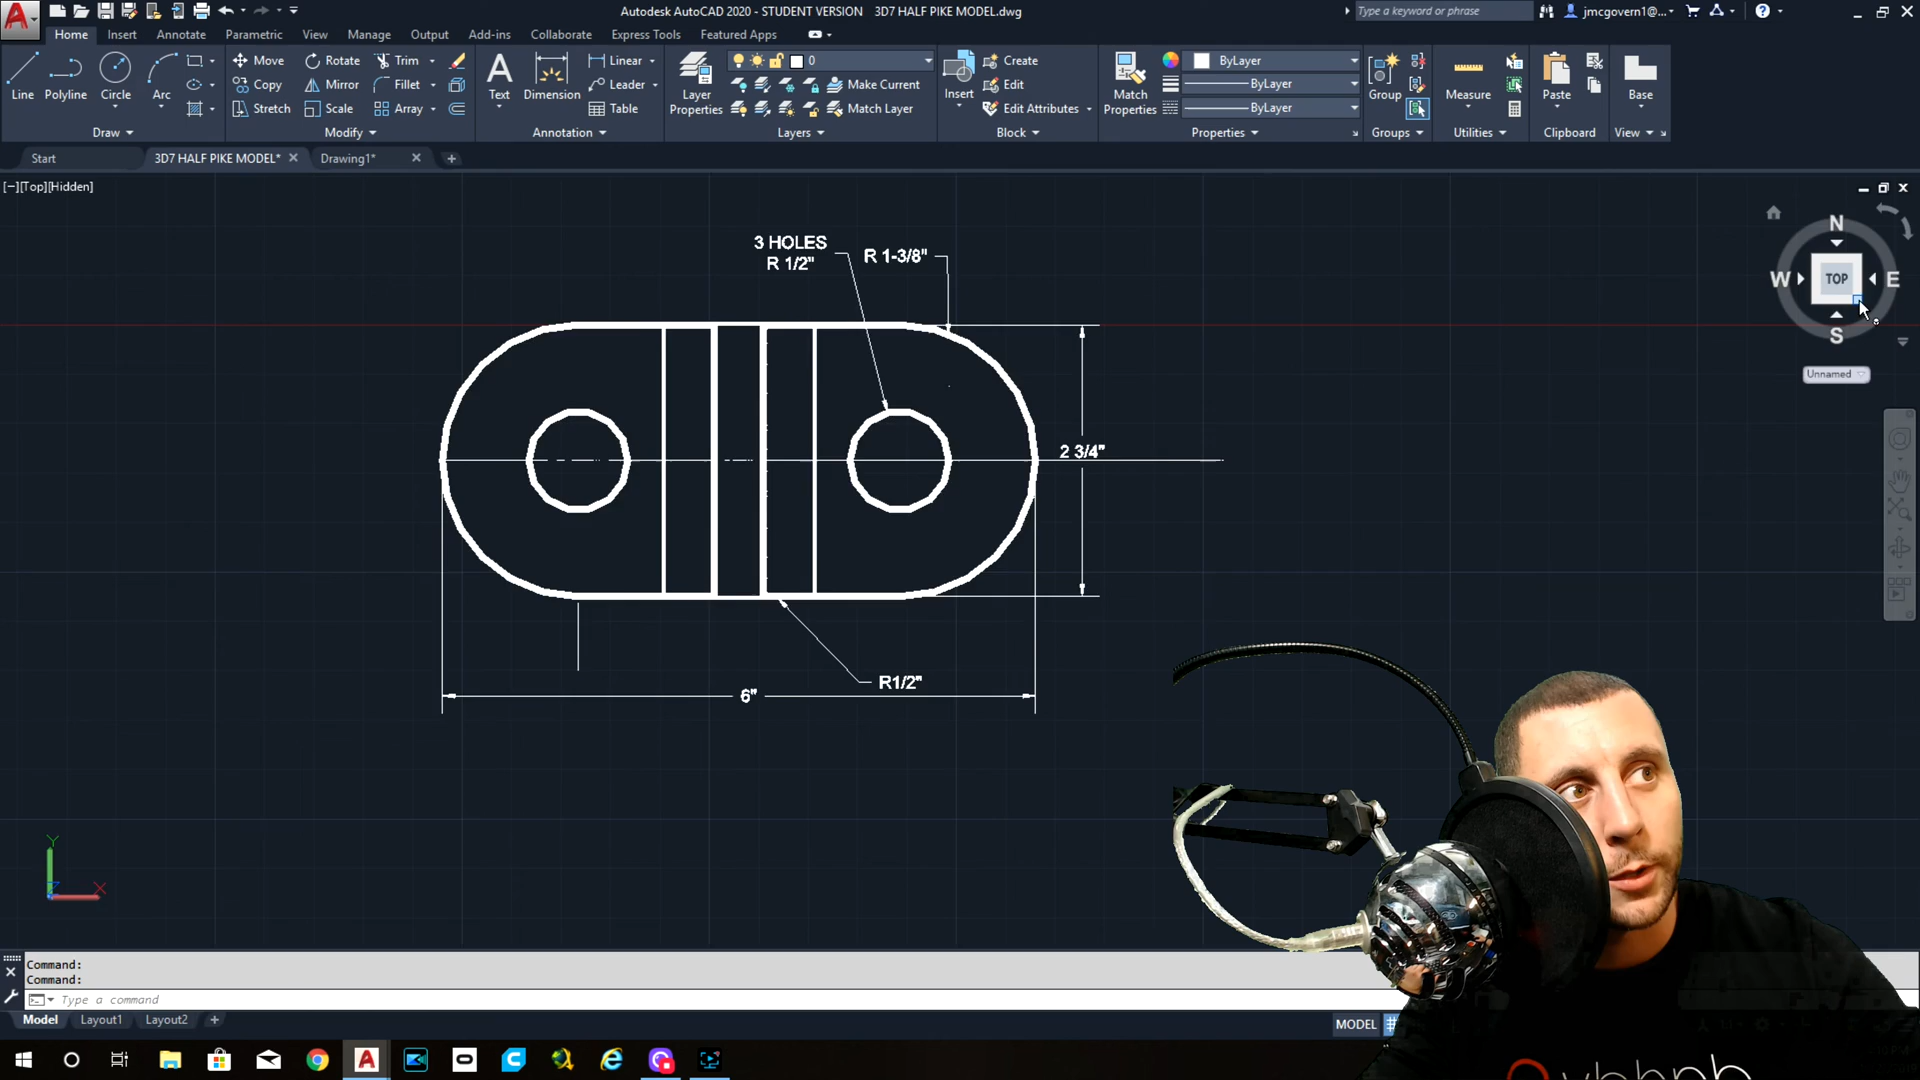 Autodesk AutoCAD 2020 - STUDENT VERSION 3D7 HALF PIKE MODEL.dwg
Type a keyword or phrase
jmcgovern1@...
Home Insert Annotate Parametric View Manage Output Add-ins Collaborate Express Tools Featured Apps
Line Polyline Circle Arc
Move Rotate Trim
Copy Mirror Fillet
Stretch Scale Array
Text Dimension
Linear
Leader
Table
Layer
Properties
0
Make Current
Match Layer
Insert
Create
Edit
Edit Attributes
Match
Properties
ByLayer
ByLayer
ByLayer
Group Measure Paste Base
Draw Modify Annotation Layers Block Properties Groups Utilities Clipboard View
Start 3D7 HALF PIKE MODEL* Drawing1*
[−][Top][Hidden]
N
W TOP E
S
Unnamed
3 HOLES
R 1/2"
R 1-3/8"
2 3/4"
R1/2"
6"
Y
X
Command:
Command:
Type a command
Model Layout1 Layout2
MODEL